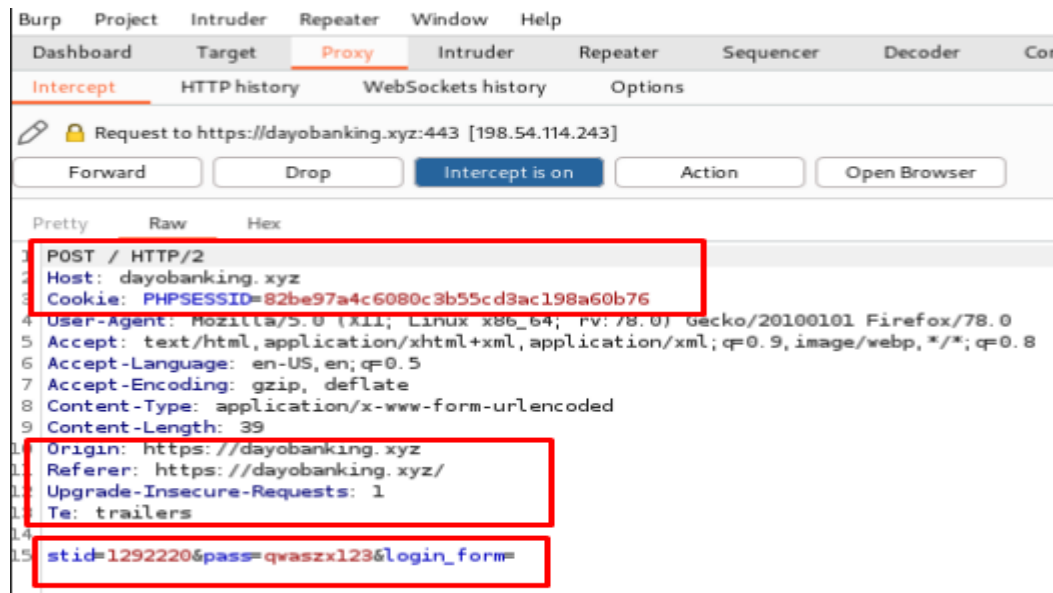 Burp Project Intruder Repeater Window Help
Dashboard Target Proxy Intruder Repeater Sequencer Decoder
Intercept HTTP history WebSockets history Options
Request to https://dayobanking.xyz:443 [198.54.114.243]
Forward Drop Intercept is on Action Open Browser
Pretty Raw Hex
1 POST / HTTP/2
2 Host: dayobanking.xyz
3 Cookie: PHPSESSID=82be97a4c6080c3b55cd3ac198a60b76
4 User-Agent: Mozilla/5.0 (X11; Linux x86_64; rv:78.0) Gecko/20100101 Firefox/78.0
5 Accept: text/html,application/xhtml+xml,application/xml;q=0.9,image/webp,*/*;q=0.8
6 Accept-Language: en-US,en;q=0.5
7 Accept-Encoding: gzip, deflate
8 Content-Type: application/x-www-form-urlencoded
9 Content-Length: 39
10 Origin: https://dayobanking.xyz
11 Referer: https://dayobanking.xyz/
12 Upgrade-Insecure-Requests: 1
13 Te: trailers
14
15 stid=1292220&pass=qwaszx123&login_form=